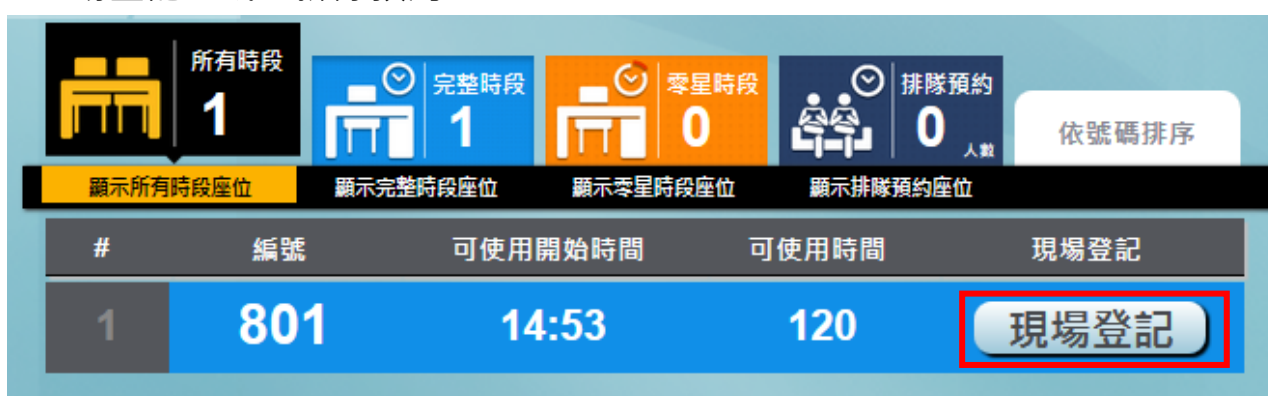 所有時段
1
完整時段
1
零星時段
0
排隊預約
0 人數
依號碼排序
顯示所有時段座位 顯示完整時段座位 顯示零星時段座位 顯示排隊預約座位
# 編號 可使用開始時間 可使用時間 現場登記
1 801 14:53 120 現場登記